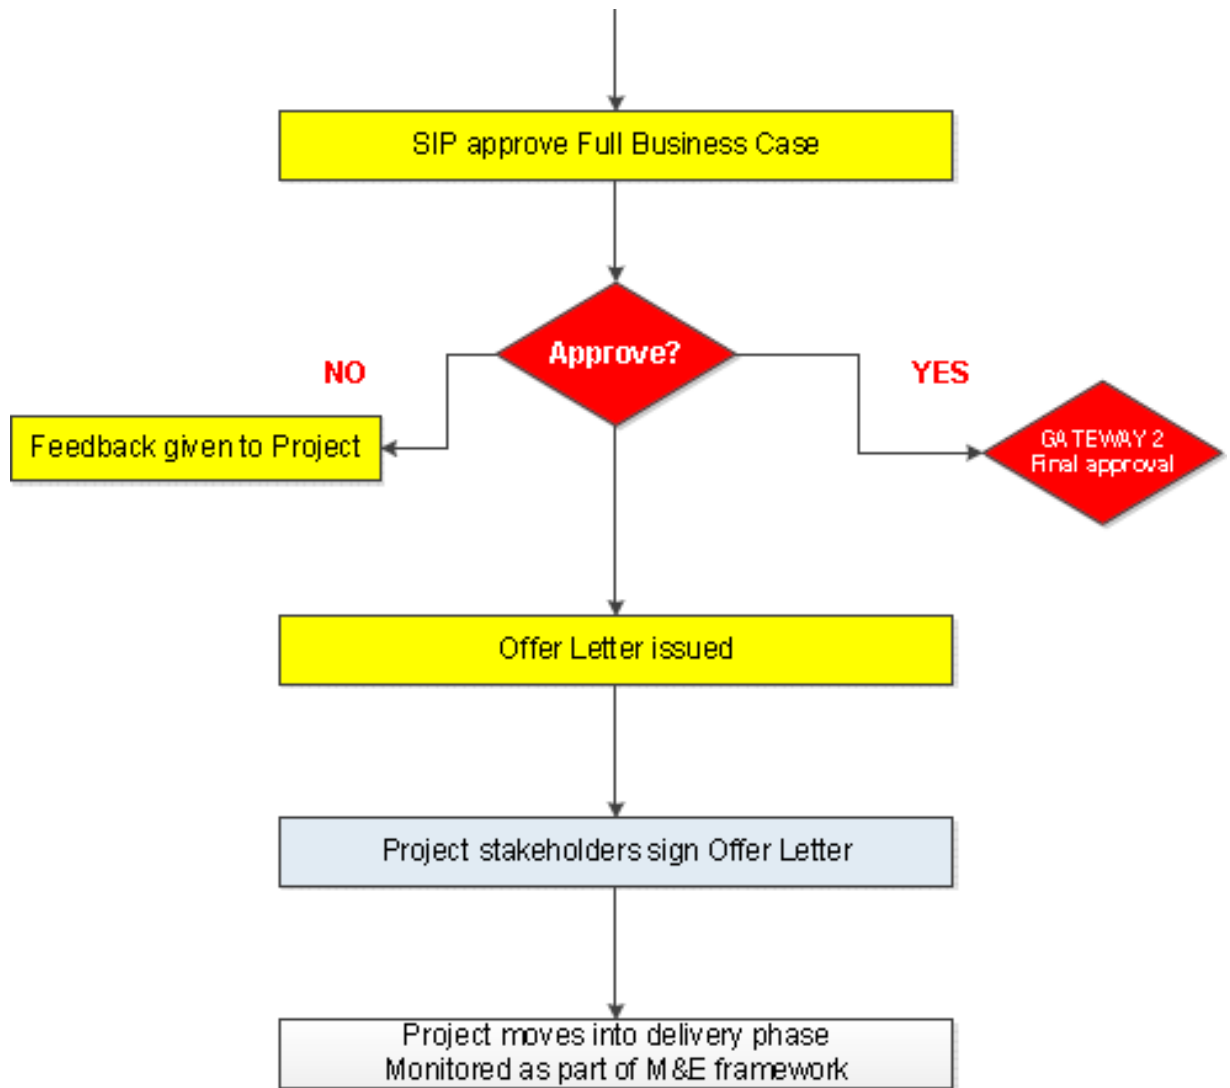 SIP approve Full Business Case
Approve?
NO
YES
Feedback given to Project
GATEWAY 2
Final approval
Offer Letter issued
Project stakeholders sign Offer Letter
Project moves into delivery phase
Monitored as part of M&E framework